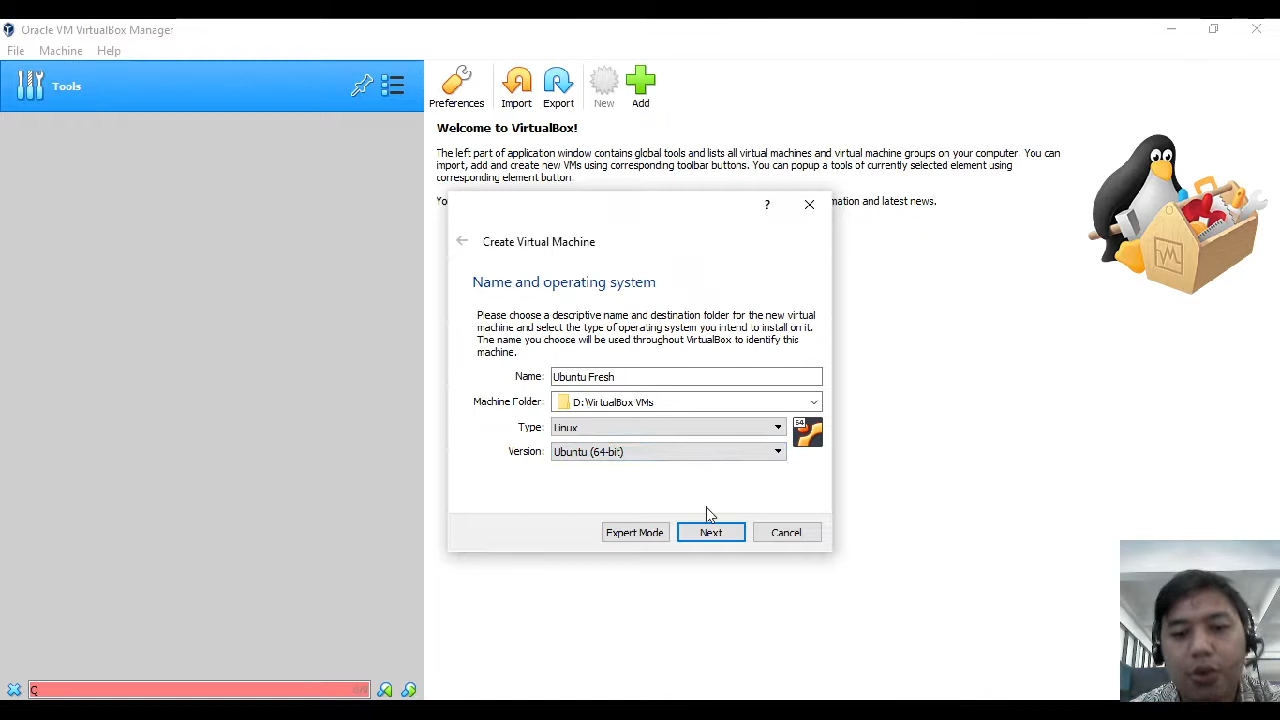 Oracle VM VirtualBox Manager
File Machine Help
Tools
Preferences Import Export New Add
Welcome to VirtualBox!
The left part of application window contains global tools and lists all virtual machines and virtual machine groups on your computer. You can
import, add and create new VMs using corresponding toolbar buttons. You can popup a tools of currently selected element using
corresponding element button.
and latest news.
?
Create Virtual Machine
Name and operating system
Please choose a descriptive name and destination folder for the new virtual
machine and select the type of operating system you intend to install on it.
The name you choose will be used throughout VirtualBox to identify this
machine.
Name: Ubuntu Fresh
Machine Folder: D:\VirtualBox VMs
Type: Linux
64
Version: Ubuntu (64-bit)
Expert Mode Next Cancel